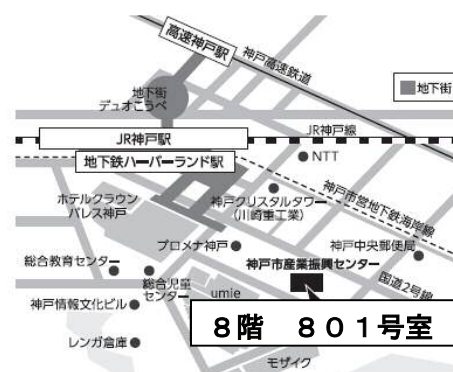 高速神戸駅
神戸高速鉄道
地下街
デュオこうべ
地下街
JR神戸駅
JR神戸線
地下鉄ハーバーランド駅
NTT
ホテルクラウン
パレス神戸
神戸クリスタルタワー
(川崎重工業)
神戸市営地下鉄海岸線
プロメナ神戸
神戸中央郵便局
総合教育センター
神戸市産業振興センター
総合児童
センター
umie
国道2号線
神戸情報文化ビル
8階 801号室
レンガ倉庫
モザイク